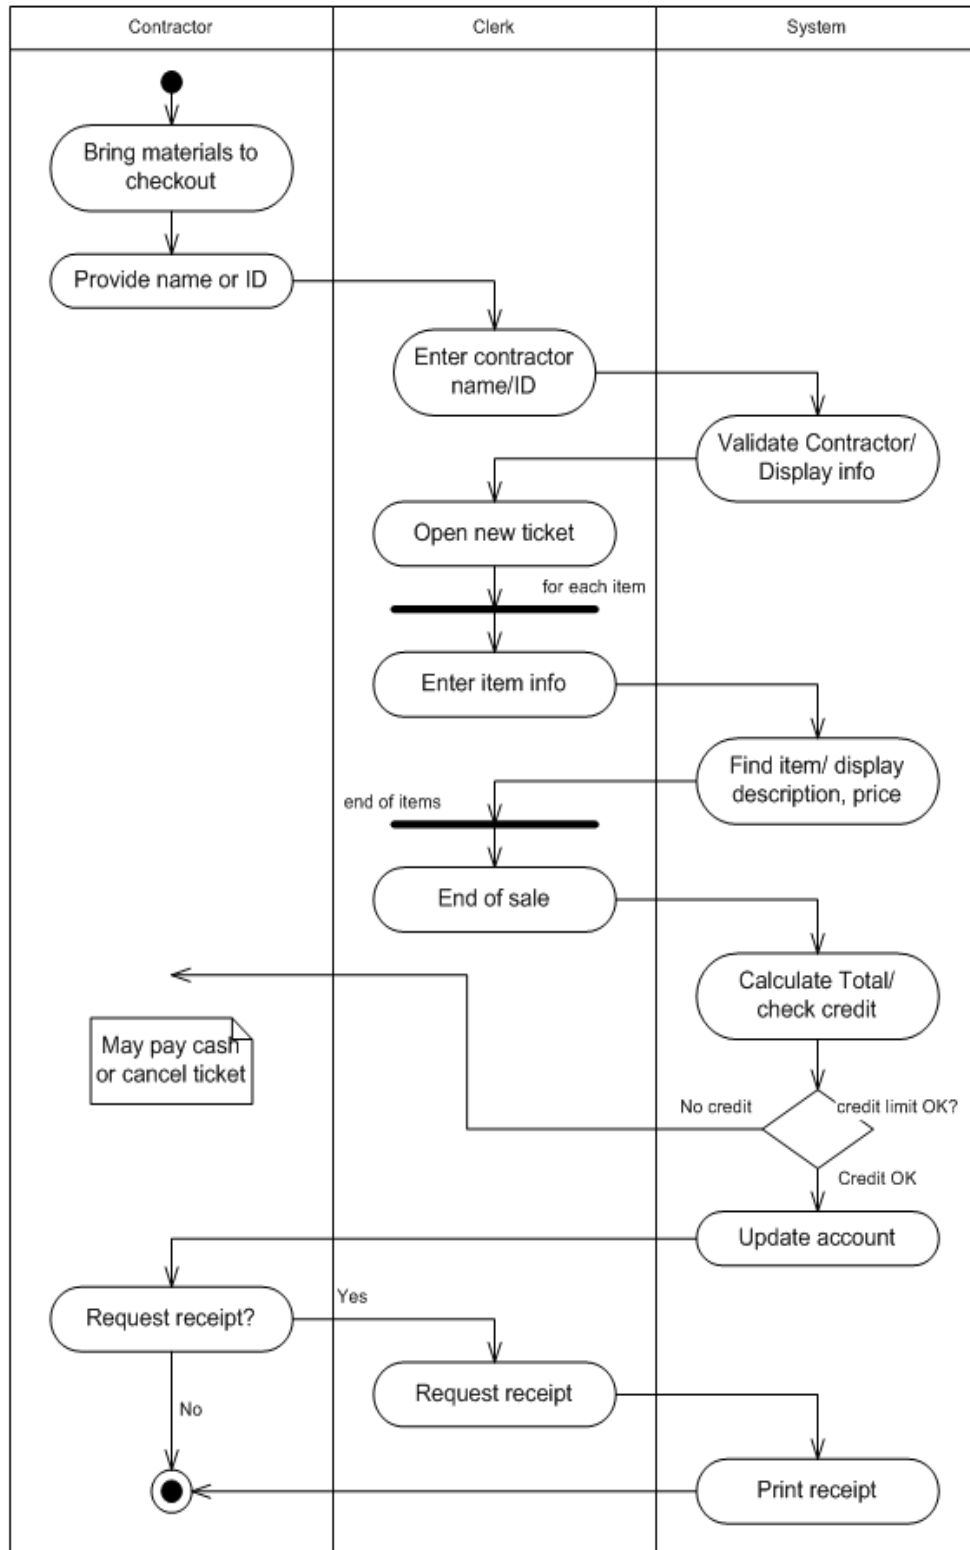 Contractor
Clerk
System
Bring materials to
checkout
Provide name or ID
Enter contractor
name/ID
Validate Contractor/
Display info
Open new ticket
for each item
Enter item info
Find item/ display
description, price
end of items
End of sale
Calculate Total/
check credit
May pay cash
or cancel ticket
No credit
credit limit OK?
Credit OK
Update account
Request receipt?
Yes
Request receipt
No
Print receipt